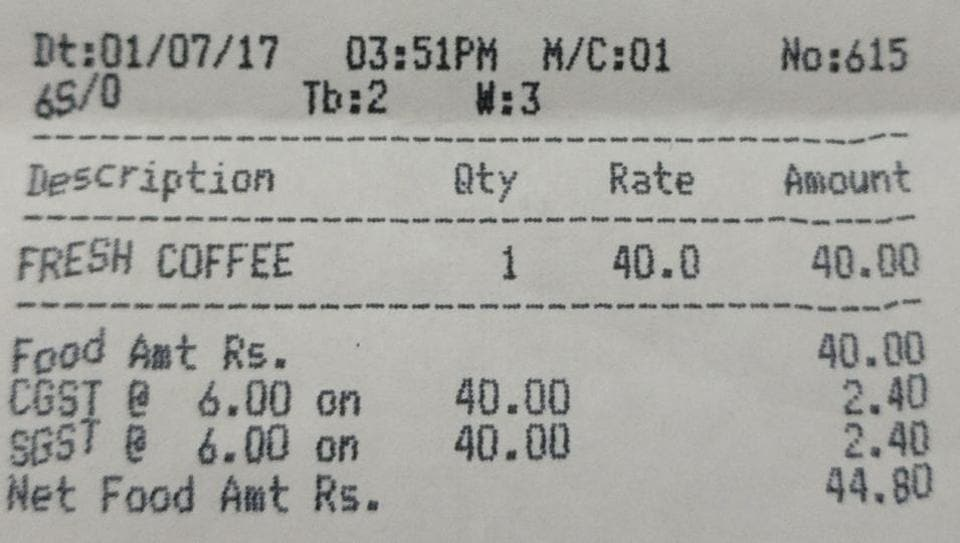 Dt:01/07/17 03:51PM M/C:01 No:615
6S/0 Tb:2 W:3
Description Qty Rate Amount
FRESH COFFEE 1 40.0 40.00
Food Amt Rs. 40.00
CGST @ 6.00 on 40.00 2.40
SGST @ 6.00 on 40.00 2.40
Net Food Amt Rs. 44.80